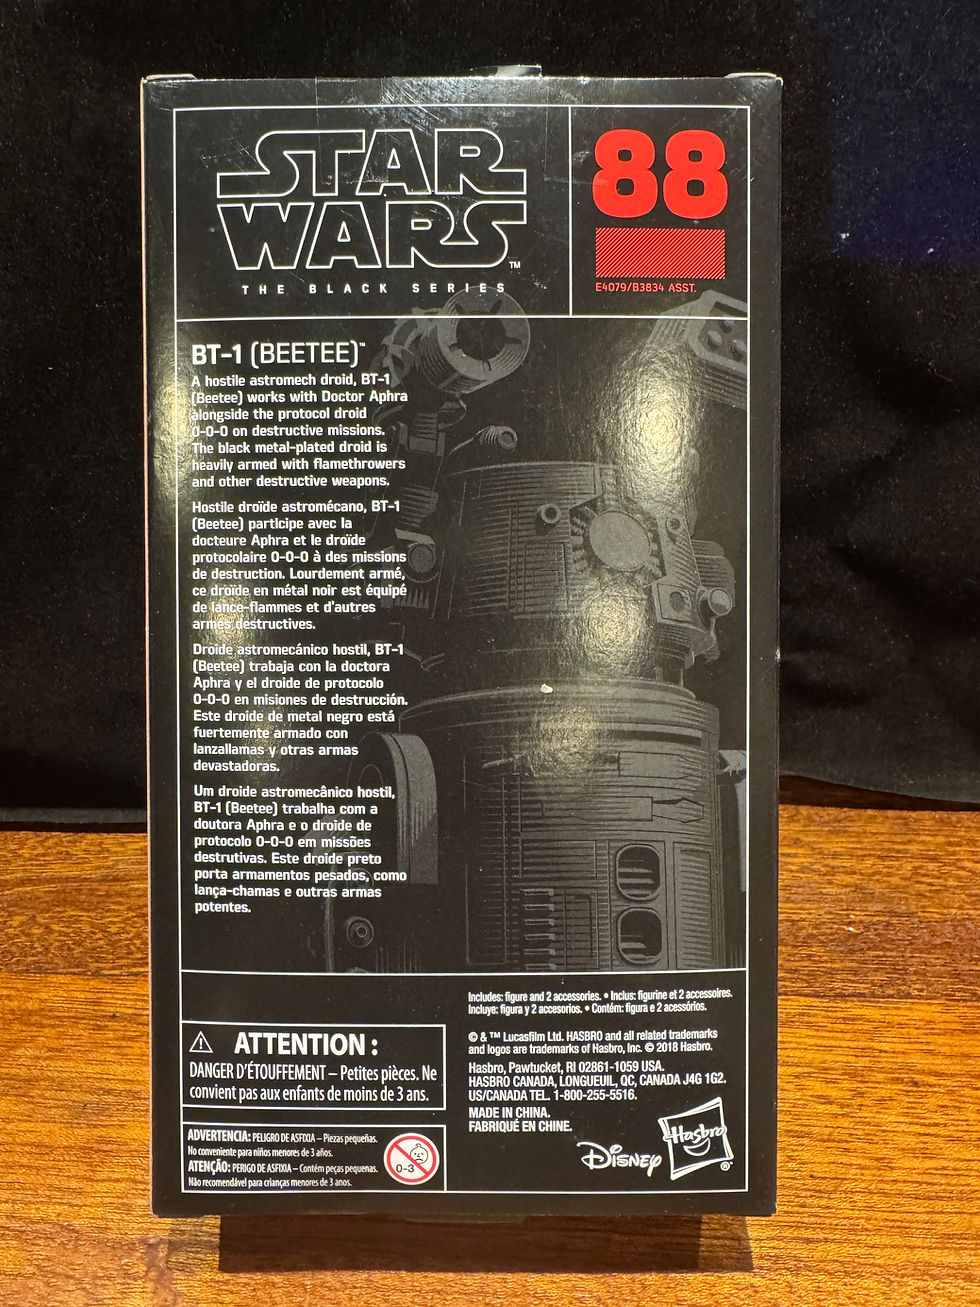 STAR
WARS™
THE BLACK SERIES
88
E4079/B3834 ASST.
BT-1 (BEETEE)™
A hostile astromech droid, BT-1
(Beetee) works with Doctor Aphra
alongside the protocol droid
0-0-0 on destructive missions.
The black metal-plated droid is
heavily armed with flamethrowers
and other destructive weapons.
Hostile droïde astromécano, BT-1
(Beetee) participe avec la
docteure Aphra et le droïde
protocolaire 0-0-0 à des missions
de destruction. Lourdement armé,
ce droïde en métal noir est équipé
de lance-flammes et d'autres
armes destructives.
Droide astromecánico hostil, BT-1
(Beetee) trabaja con la doctora
Aphra y el droide de protocolo
0-0-0 en misiones de destrucción.
Este droide de metal negro está
fuertemente armado con
lanzallamas y otras armas
devastadoras.
Um droide astromecânico hostil,
BT-1 (Beetee) trabalha com a
doutora Aphra e o droide de
protocolo 0-0-0 em missões
destrutivas. Este droide preto
porta armamentos pesados, como
lança-chamas e outras armas
potentes.
Includes: figure and 2 accessories. • Inclus: figurine et 2 accessoires.
Incluye: figura y 2 accesorios. • Contém: figura e 2 acessórios.
© & ™ Lucasfilm Ltd. HASBRO and all related trademarks
and logos are trademarks of Hasbro, Inc. © 2018 Hasbro.
Hasbro, Pawtucket, RI 02861-1059 USA.
HASBRO CANADA, LONGUEUIL, QC, CANADA J4G 1G2.
US/CANADA TEL. 1-800-255-5516.
MADE IN CHINA.
FABRIQUÉ EN CHINE.
ATTENTION :
DANGER D'ÉTOUFFEMENT – Petites pièces. Ne
convient pas aux enfants de moins de 3 ans.
ADVERTENCIA: PELIGRO DE ASFIXIA – Piezas pequeñas.
No conveniente para niños menores de 3 años.
ATENÇÃO: PERIGO DE ASFIXIA – Contém peças pequenas.
Não recomendável para crianças menores de 3 anos.
0-3
Disney
Hasbro®